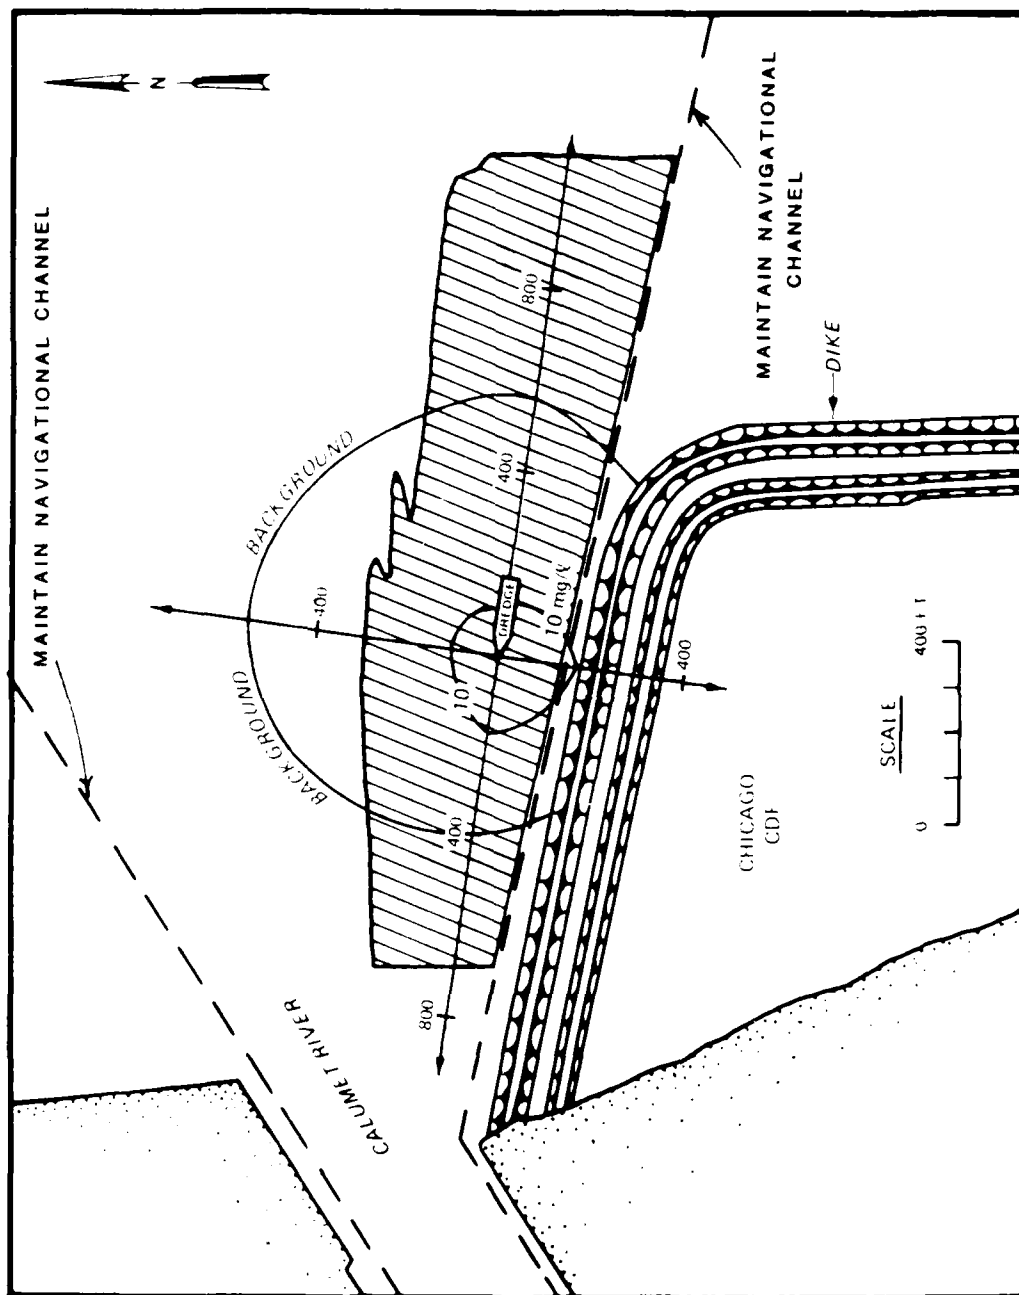 N
MAINTAIN NAVIGATIONAL CHANNEL
MAINTAIN NAVIGATIONAL
CHANNEL
BACKGROUND
BACKGROUND
800
400
400
400
400
800
DREDGE
10
10 mg/ℓ
DIKE
CALUMET RIVER
CHICAGO
CDF
SCALE
0
400 FT